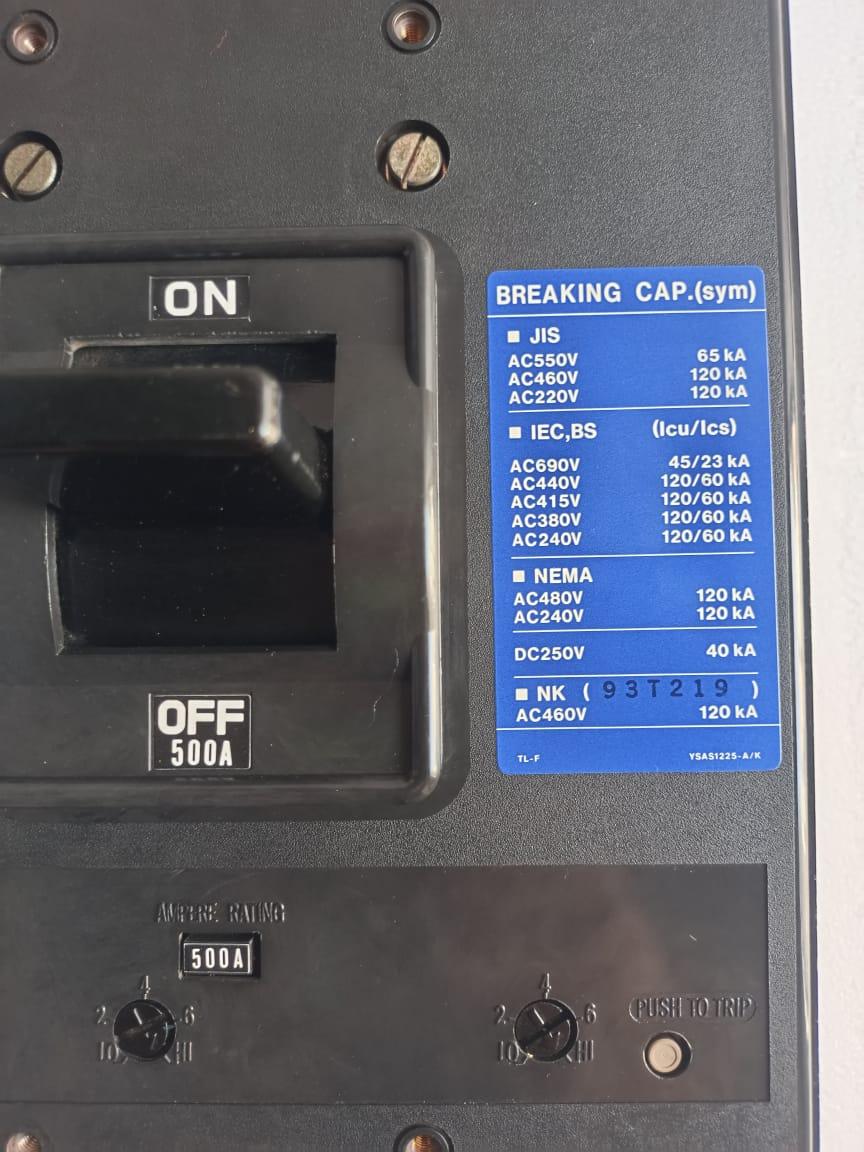 ON
BREAKING CAP.(sym)
■ JIS
AC550V 65 kA
AC460V 120 kA
AC220V 120 kA
■ IEC,BS (Icu/Ics)
AC690V 45/23 kA
AC440V 120/60 kA
AC415V 120/60 kA
AC380V 120/60 kA
AC240V 120/60 kA
■ NEMA
AC480V 120 kA
AC240V 120 kA
DC250V 40 kA
■ NK ( 93T219 )
AC460V 120 kA
TL-F YSAS1225-A/K
OFF
500A
AMPERE RATING
500A
4
2 6
LO HI
4
2 6
LO HI
PUSH TO TRIP